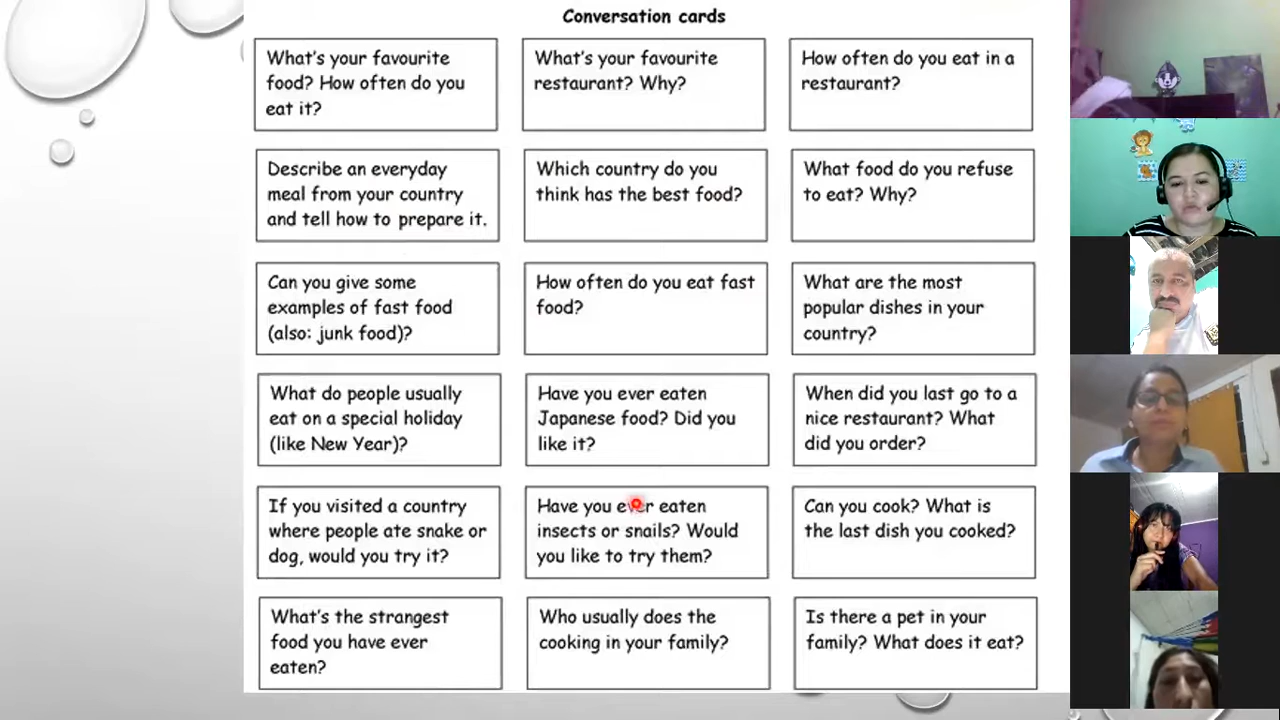 Conversation cards
What's your favourite
food? How often do you
eat it?
What's your favourite
restaurant? Why?
How often do you eat in a
restaurant?
Describe an everyday
meal from your country
and tell how to prepare it.
Which country do you
think has the best food?
What food do you refuse
to eat? Why?
Can you give some
examples of fast food
(also: junk food)?
How often do you eat fast
food?
What are the most
popular dishes in your
country?
What do people usually
eat on a special holiday
(like New Year)?
Have you ever eaten
Japanese food? Did you
like it?
When did you last go to a
nice restaurant? What
did you order?
If you visited a country
where people ate snake or
dog, would you try it?
Have you ever eaten
insects or snails? Would
you like to try them?
Can you cook? What is
the last dish you cooked?
What's the strangest
food you have ever
eaten?
Who usually does the
cooking in your family?
Is there a pet in your
family? What does it eat?